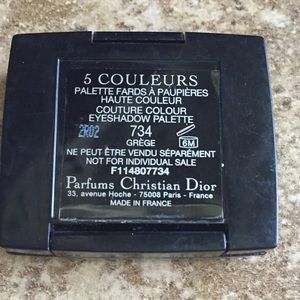 5 COULEURS
PALETTE FARDS À PAUPIÈRES
HAUTE COULEUR
COUTURE COLOUR
EYESHADOW PALETTE
2R02 734
GRÈGE 6M
NE PEUT ÊTRE VENDU SÉPARÉMENT
NOT FOR INDIVIDUAL SALE
F114807734
Parfums Christian Dior
33, avenue Hoche - 75008 Paris - France
MADE IN FRANCE